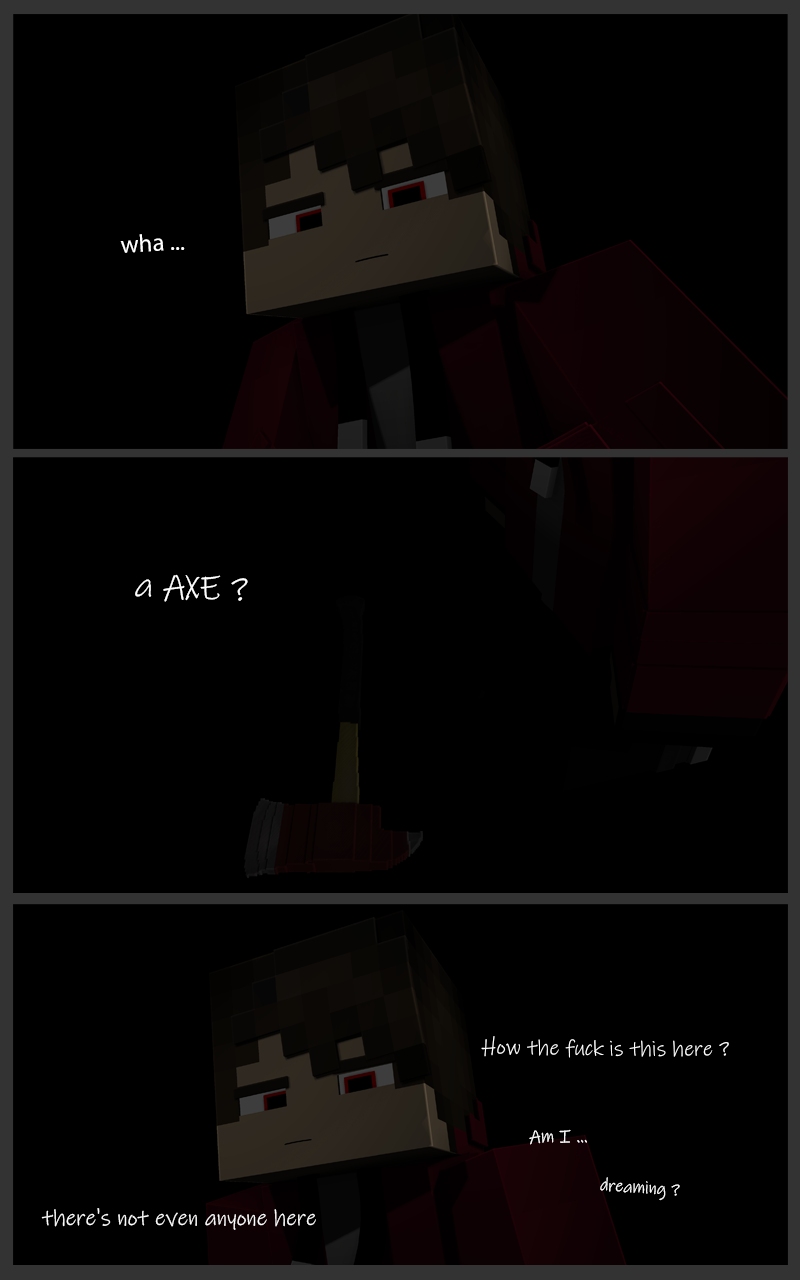 wha ...
a AXE ?
How the fuck is this here ?
Am I ...
dreaming ?
there's not even anyone here